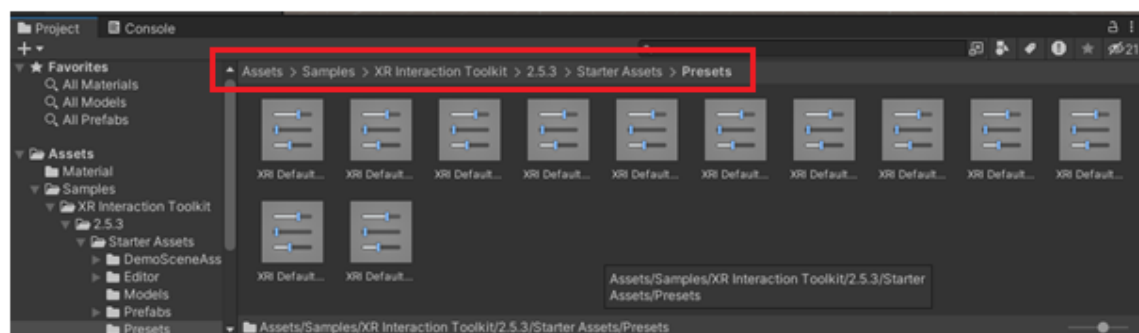 Project Console
21
Favorites
All Materials
All Models
All Prefabs
Assets
Material
Samples
XR Interaction Toolkit
2.5.3
Starter Assets
DemoSceneAss
Editor
Models
Prefabs
Presets
Assets > Samples > XR Interaction Toolkit > 2.5.3 > Starter Assets > Presets
XRI Default... XRI Default... XRI Default... XRI Default... XRI Default... XRI Default... XRI Default... XRI Default... XRI Default... XRI Default...
XRI Default... XRI Default...
Assets/Samples/XR Interaction Toolkit/2.5.3/Starter
Assets/Presets
Assets/Samples/XR Interaction Toolkit/2.5.3/Starter Assets/Presets